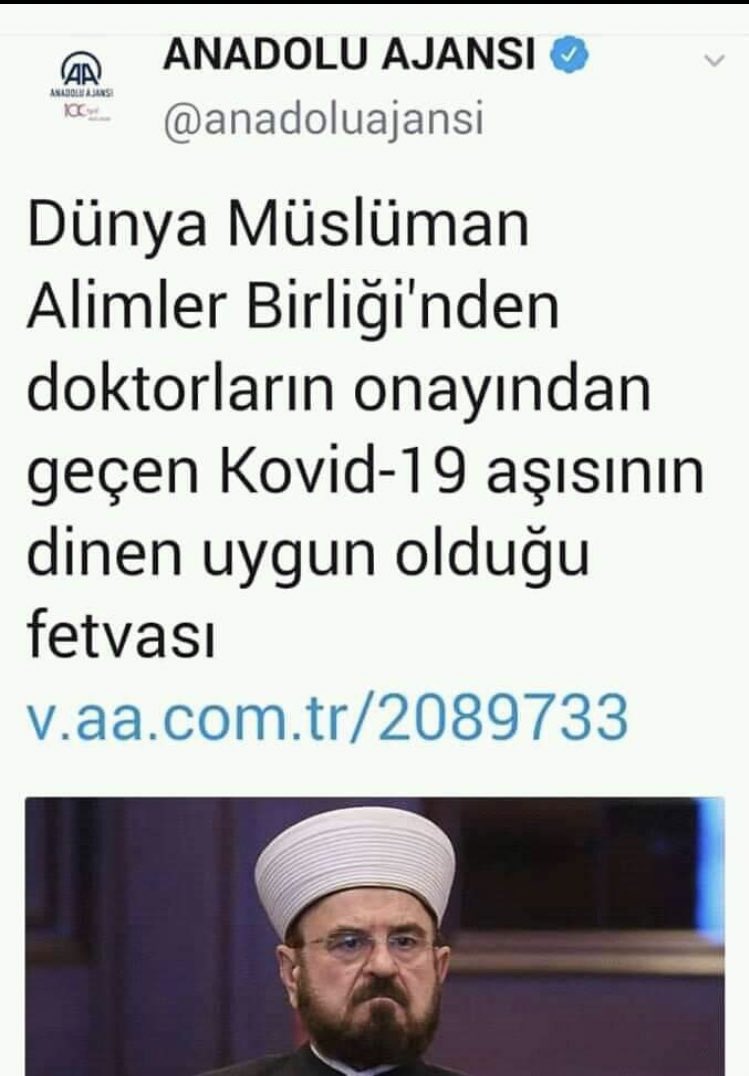 ANADOLU AJANSI
@anadoluajansi
AA
ANADOLU AJANSI
Dünya Müslüman
Alimler Birliği'nden
doktorların onayından
geçen Kovid-19 aşısının
dinen uygun olduğu
fetvası
v.aa.com.tr/2089733